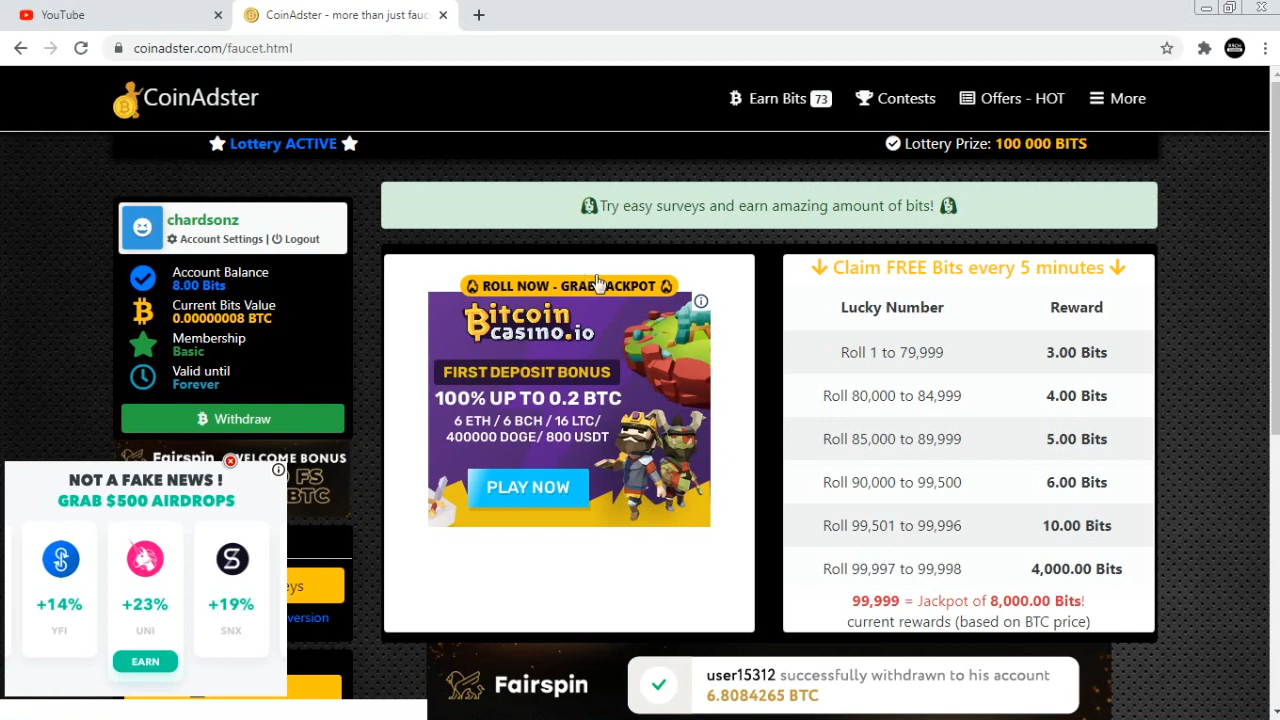 YouTube
CoinAdster - more than just fauc
coinadster.com/faucet.html
CoinAdster
Earn Bits 73
Contests
Offers - HOT
More
Lottery ACTIVE
Lottery Prize: 100 000 BITS
chardsonz
Account Settings | Logout
Account Balance
8.00 Bits
Current Bits Value
0.00000008 BTC
Membership
Basic
Valid until
Forever
Withdraw
Fairspin WELCOME BONUS
FS
BTC
NOT A FAKE NEWS !
GRAB $500 AIRDROPS
+14% +23% +19%
YFI UNI SNX
EARN
eys
version
Try easy surveys and earn amazing amount of bits!
ROLL NOW - GRAB JACKPOT
Bitcoin
casino.io
FIRST DEPOSIT BONUS
100% UP TO 0.2 BTC
6 ETH / 6 BCH / 16 LTC/
400000 DOGE/ 800 USDT
PLAY NOW
Claim FREE Bits every 5 minutes
Lucky Number Reward
Roll 1 to 79,999 3.00 Bits
Roll 80,000 to 84,999 4.00 Bits
Roll 85,000 to 89,999 5.00 Bits
Roll 90,000 to 99,500 6.00 Bits
Roll 99,501 to 99,996 10.00 Bits
Roll 99,997 to 99,998 4,000.00 Bits
99,999 = Jackpot of 8,000.00 Bits!
current rewards (based on BTC price)
Fairspin
user15312 successfully withdrawn to his account
6.8084265 BTC